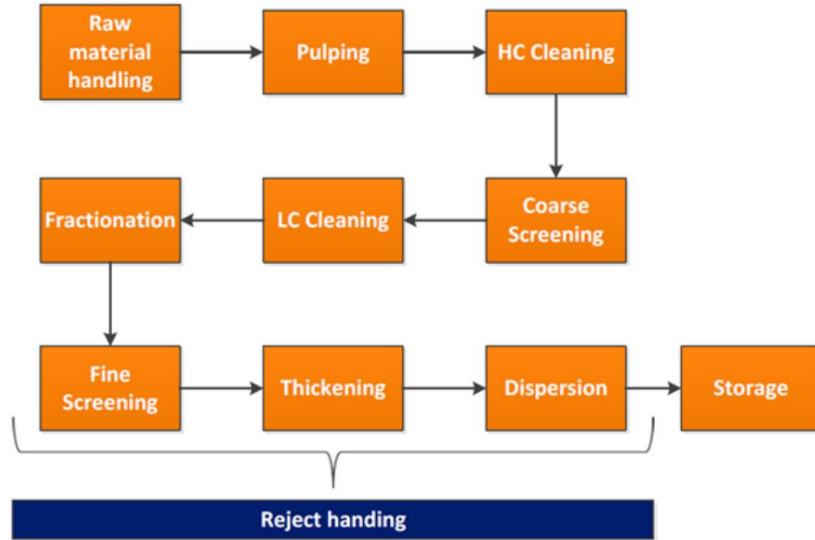 Raw
material
handling
Pulping
HC Cleaning
Coarse
Screening
LC Cleaning
Fractionation
Fine
Screening
Thickening
Dispersion
Storage
Reject handing